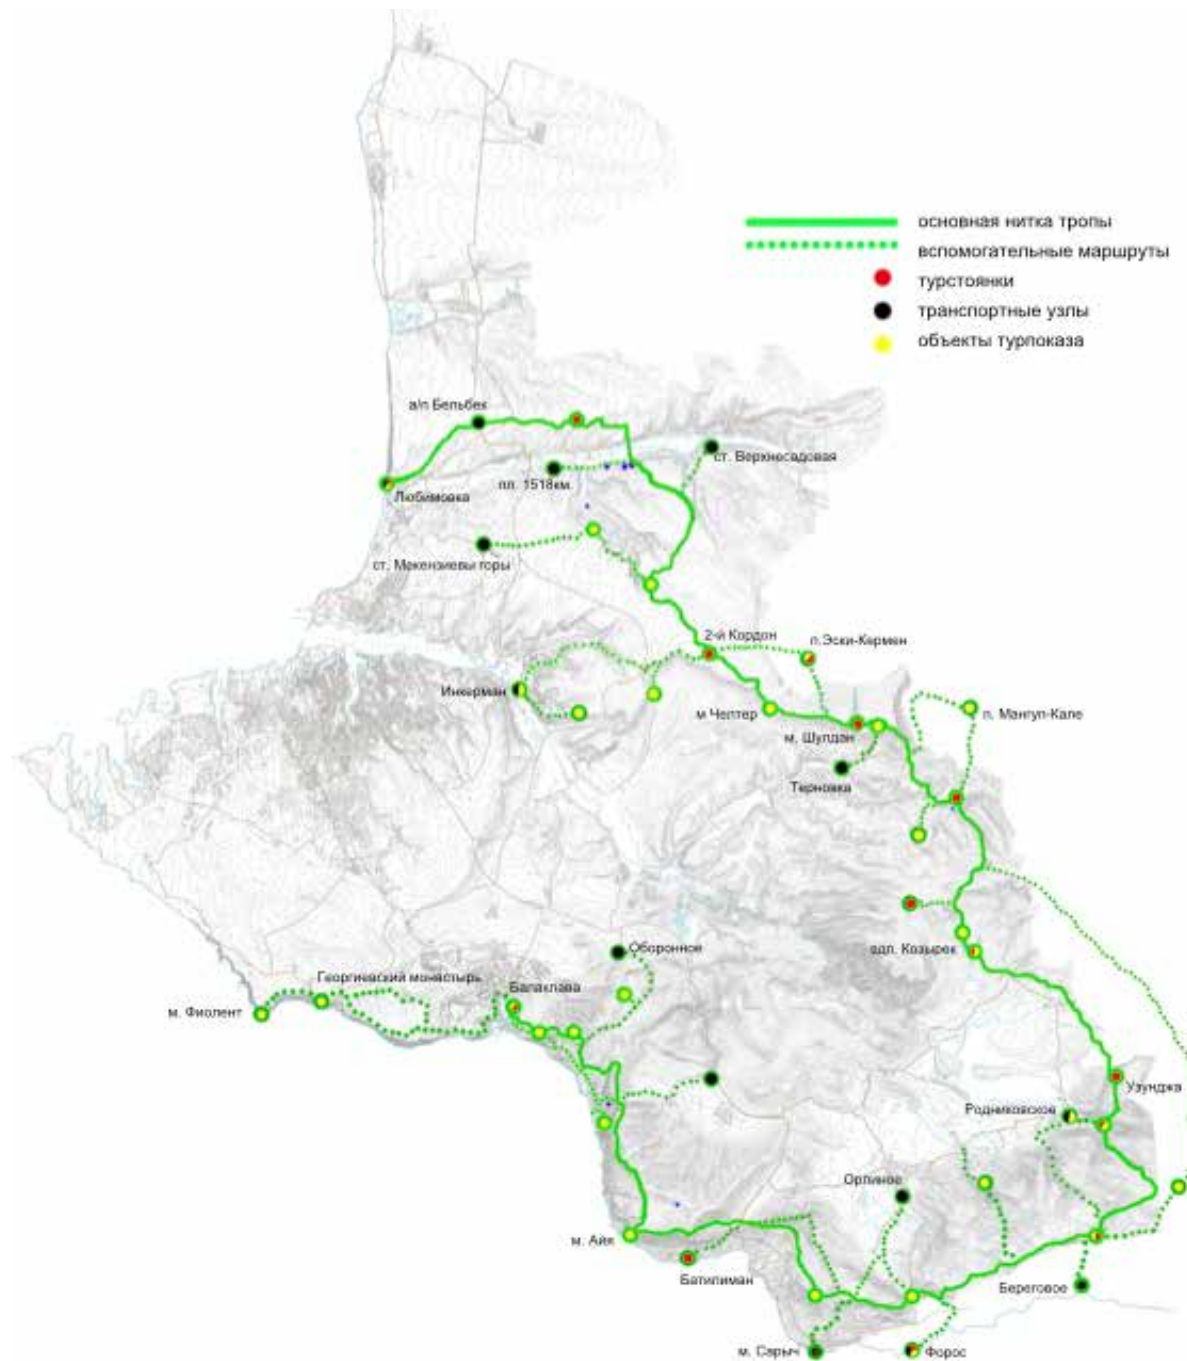 основная нитка тропы
вспомогательные маршруты
турстоянки
транспортные узлы
объекты турпоказа
а/п Бельбек
ст. Верхнесадовая
пл. 1518км.
Любимовка
ст. Мекензиевы горы
2-й Кордон
п.Эски-Кермен
Инкерман
м Челтер
п. Мангуп-Кале
м. Шулдан
Терновка
Оборонное
вдп. Козырек
Георгиевский монастырь
Балаклава
м. Фиолент
Узунджа
Родниковское
Орлиное
м. Айя
Батилиман
Береговое
м. Сарыч
Форос